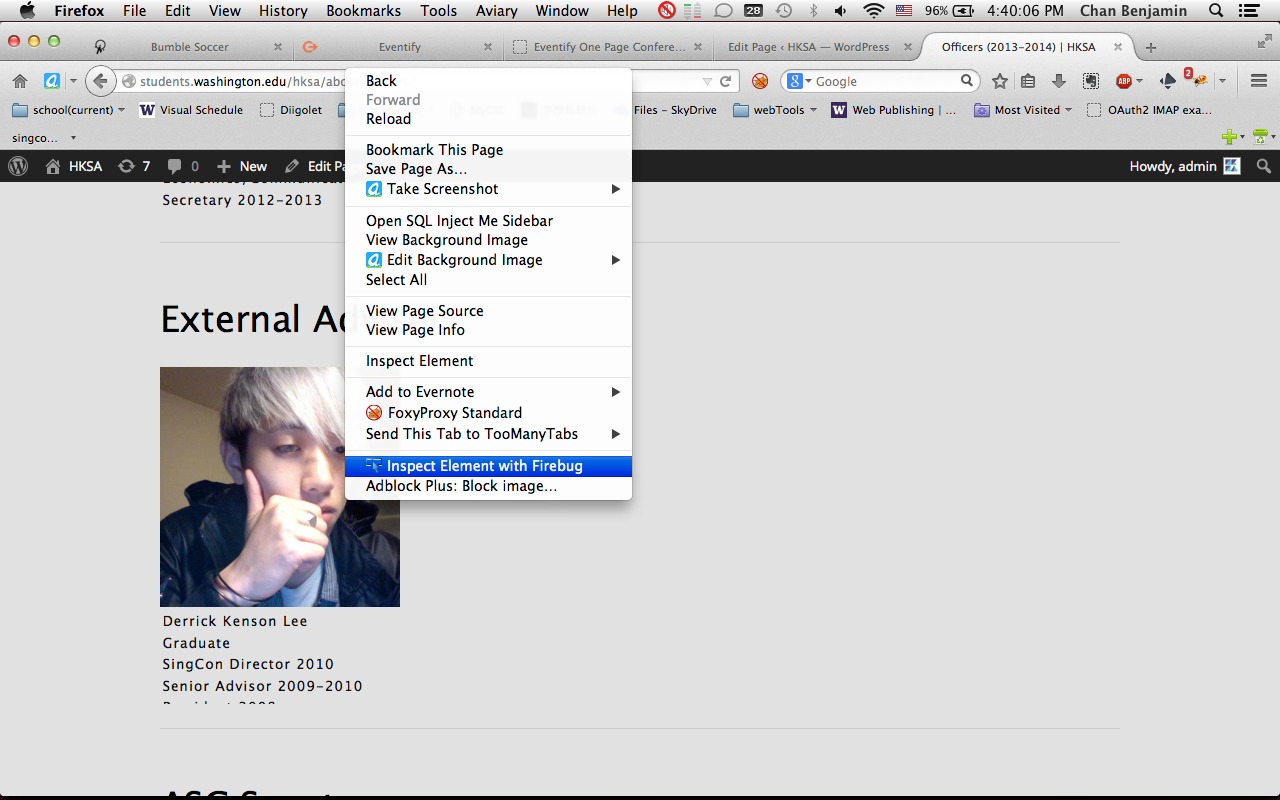 Firefox File Edit View History Bookmarks Tools Aviary Window Help 28 96% 4:40:06 PM Chan Benjamin
Bumble Soccer Eventify Eventify One Page Confere... Edit Page ‹ HKSA — WordPress Officers (2013-2014) | HKSA
students.washington.edu/hksa/abo Google ABP 2
school(current) Visual Schedule Diigolet Files – SkyDrive webTools Web Publishing | ... Most Visited OAuth2 IMAP exa...
singco...
HKSA 7 0 New Edit Pa Howdy, admin
Secretary 2012-2013
Back
Forward
Reload
Bookmark This Page
Save Page As...
Take Screenshot
Open SQL Inject Me Sidebar
View Background Image
Edit Background Image
Select All
View Page Source
View Page Info
Inspect Element
Add to Evernote
FoxyProxy Standard
Send This Tab to TooManyTabs
Inspect Element with Firebug
Adblock Plus: Block image...
External Ad
Derrick Kenson Lee
Graduate
SingCon Director 2010
Senior Advisor 2009-2010